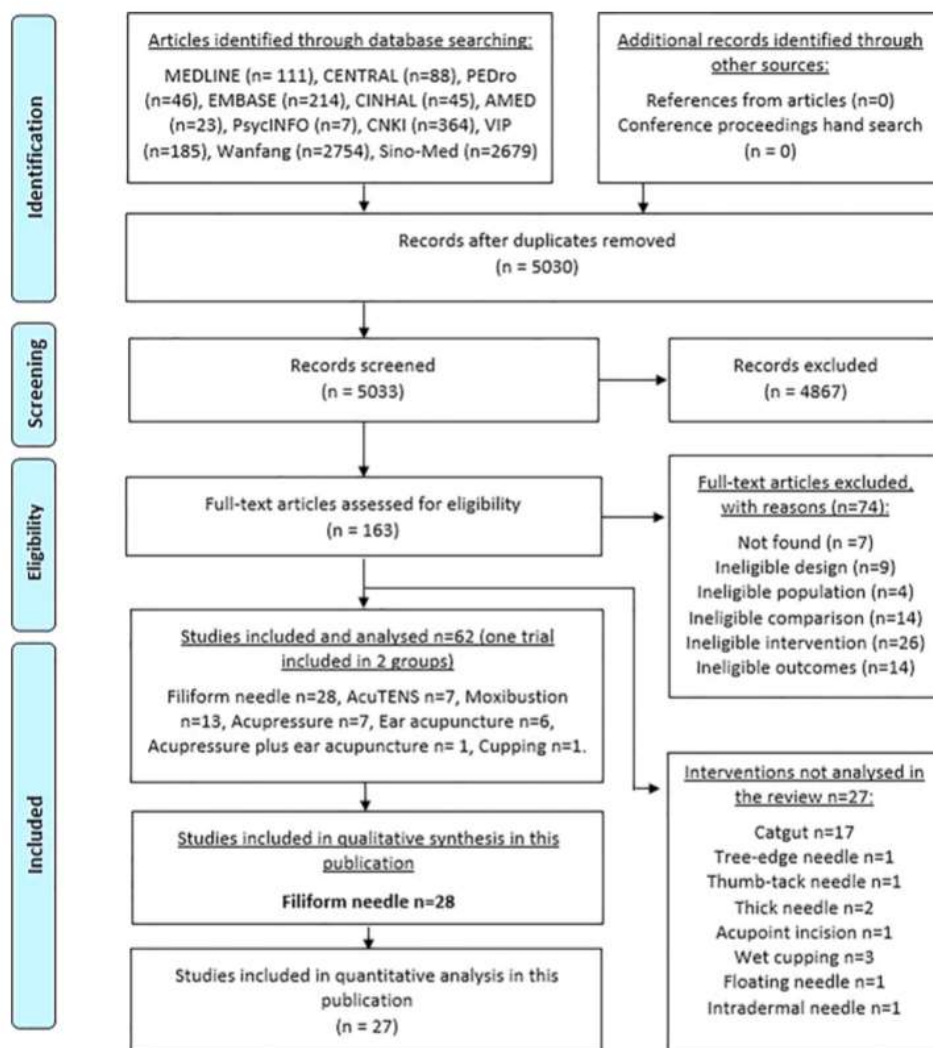 Identification
Articles identified through database searching:
MEDLINE (n= 111), CENTRAL (n=88), PEDro
(n=46), EMBASE (n=214), CINHAL (n=45), AMED
(n=23), PsycINFO (n=7), CNKI (n=364), VIP
(n=185), Wanfang (n=2754), Sino-Med (n=2679)
Additional records identified through
other sources:
References from articles (n=0)
Conference proceedings hand search
(n = 0)
Records after duplicates removed
(n = 5030)
Screening
Records screened
(n = 5033)
Records excluded
(n = 4867)
Eligibility
Full-text articles assessed for eligibility
(n = 163)
Full-text articles excluded,
with reasons (n=74):
Not found (n =7)
Ineligible design (n=9)
Ineligible population (n=4)
Ineligible comparison (n=14)
Ineligible intervention (n=26)
Ineligible outcomes (n=14)
Included
Studies included and analysed n=62 (one trial
included in 2 groups)
Filiform needle n=28, AcuTENS n=7, Moxibustion
n=13, Acupressure n=7, Ear acupuncture n=6,
Acupressure plus ear acupuncture n= 1, Cupping n=1.
Interventions not analysed in
the review n=27:
Catgut n=17
Tree-edge needle n=1
Thumb-tack needle n=1
Thick needle n=2
Acupoint incision n=1
Wet cupping n=3
Floating needle n=1
Intradermal needle n=1
Studies included in qualitative synthesis in this
publication
Filiform needle n=28
Studies included in quantitative analysis in this
publication
(n = 27)